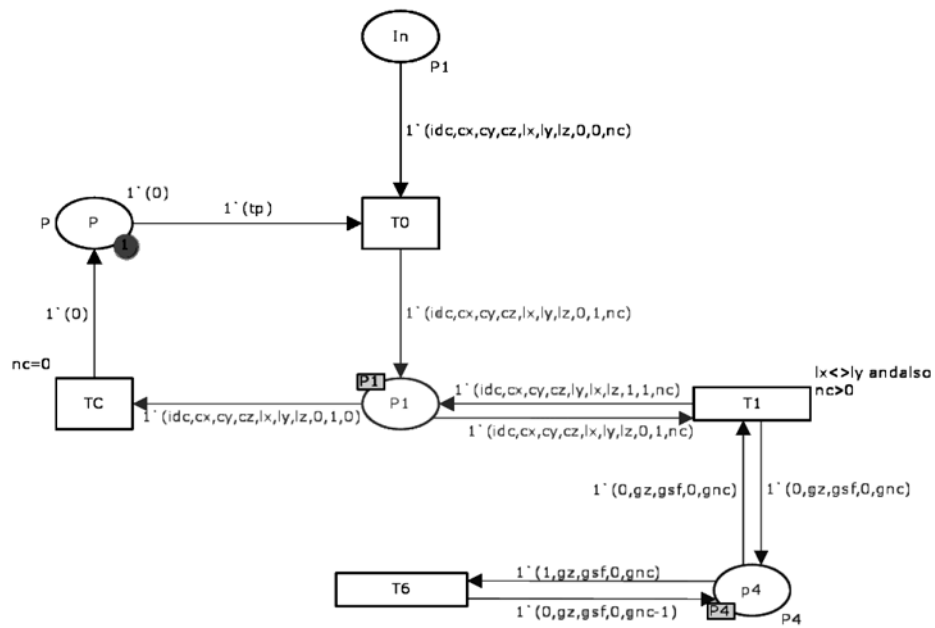 In
P1
1`(idc,cx,cy,cz,lx,ly,lz,0,0,nc)
1`(0)
P
P
1
1`(tp)
T0
1`(0)
1`(idc,cx,cy,cz,lx,ly,lz,0,1,nc)
nc=0
TC
P1
P1
1`(idc,cx,cy,cz,lx,ly,lz,0,1,0)
1`(idc,cx,cy,cz,ly,lx,lz,1,1,nc)
1`(idc,cx,cy,cz,lx,ly,lz,0,1,nc)
lx<>ly andalso
nc>0
T1
1`(0,gz,gsf,0,gnc)
1`(0,gz,gsf,0,gnc)
T6
1`(1,gz,gsf,0,gnc)
1`(0,gz,gsf,0,gnc-1)
p4
P4
P4